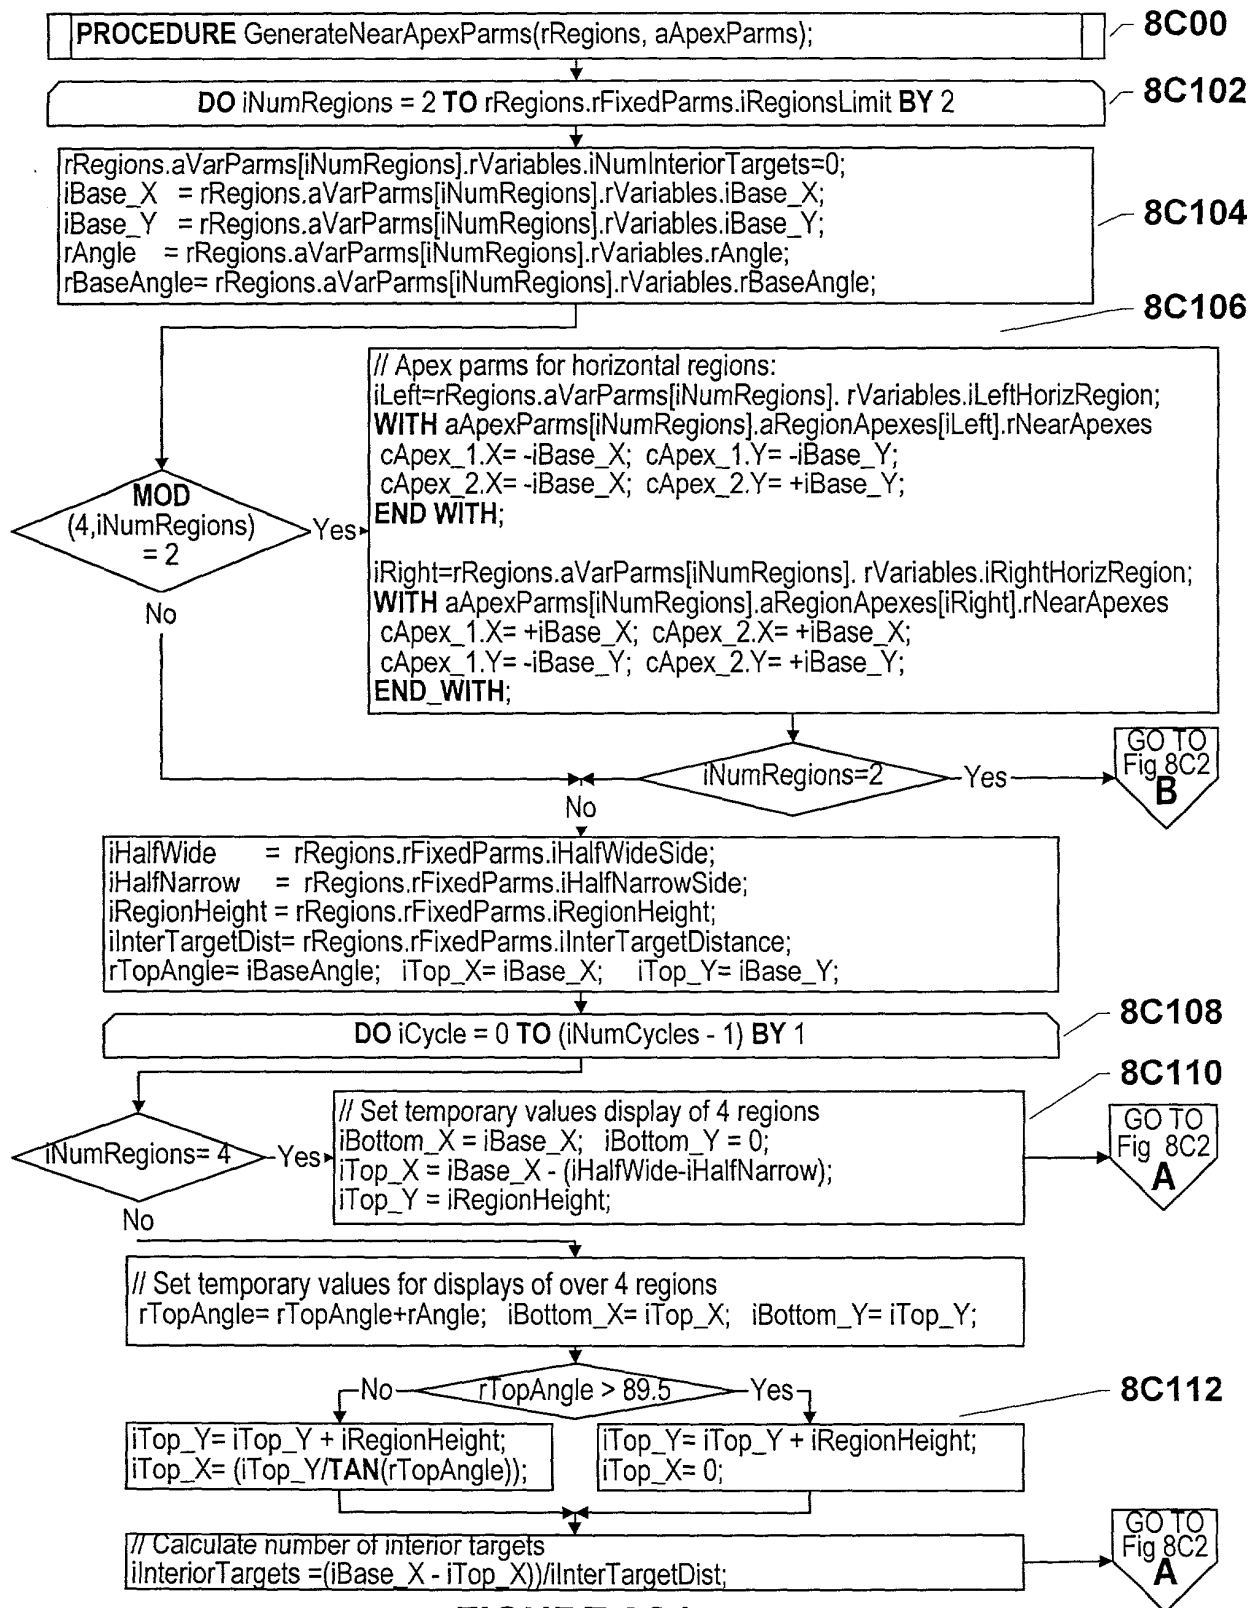 PROCEDURE GenerateNearApexParms(rRegions, aApexParms);
8C00
DO iNumRegions = 2 TO rRegions.rFixedParms.iRegionsLimit BY 2
8C102
rRegions.aVarParms[iNumRegions].rVariables.iNumInteriorTargets=0;
iBase_X = rRegions.aVarParms[iNumRegions].rVariables.iBase_X;
iBase_Y = rRegions.aVarParms[iNumRegions].rVariables.iBase_Y;
rAngle = rRegions.aVarParms[iNumRegions].rVariables.rAngle;
rBaseAngle= rRegions.aVarParms[iNumRegions].rVariables.rBaseAngle;
8C104
8C106
// Apex parms for horizontal regions:
iLeft=rRegions.aVarParms[iNumRegions]. rVariables.iLeftHorizRegion;
WITH aApexParms[iNumRegions].aRegionApexes[iLeft].rNearApexes
cApex_1.X= -iBase_X; cApex_1.Y= -iBase_Y;
cApex_2.X= -iBase_X; cApex_2.Y= +iBase_Y;
END WITH;
iRight=rRegions.aVarParms[iNumRegions]. rVariables.iRightHorizRegion;
WITH aApexParms[iNumRegions].aRegionApexes[iRight].rNearApexes
cApex_1.X= +iBase_X; cApex_2.X= +iBase_X;
cApex_1.Y= -iBase_Y; cApex_2.Y= +iBase_Y;
END_WITH;
MOD
(4,iNumRegions)
= 2
Yes
No
iNumRegions=2
Yes
GO TO
Fig 8C2
B
No
iHalfWide = rRegions.rFixedParms.iHalfWideSide;
iHalfNarrow = rRegions.rFixedParms.iHalfNarrowSide;
iRegionHeight = rRegions.rFixedParms.iRegionHeight;
iInterTargetDist= rRegions.rFixedParms.iInterTargetDistance;
rTopAngle= iBaseAngle; iTop_X= iBase_X; iTop_Y= iBase_Y;
DO iCycle = 0 TO (iNumCycles - 1) BY 1
8C108
8C110
iNumRegions= 4
Yes
// Set temporary values display of 4 regions
iBottom_X = iBase_X; iBottom_Y = 0;
iTop_X = iBase_X - (iHalfWide-iHalfNarrow);
iTop_Y = iRegionHeight;
GO TO
Fig 8C2
A
No
// Set temporary values for displays of over 4 regions
rTopAngle= rTopAngle+rAngle; iBottom_X= iTop_X; iBottom_Y= iTop_Y;
No
rTopAngle > 89.5
Yes
8C112
iTop_Y= iTop_Y + iRegionHeight;
iTop_X= (iTop_Y/TAN(rTopAngle));
iTop_Y= iTop_Y + iRegionHeight;
iTop_X= 0;
// Calculate number of interior targets
iInteriorTargets =(iBase_X - iTop_X))/iInterTargetDist;
GO TO
Fig 8C2
A